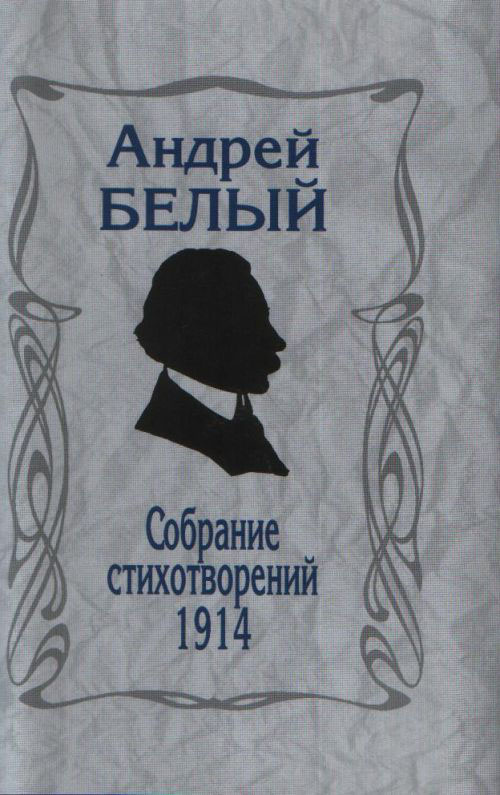 Андрей
БЕЛЫЙ
Собрание
стихотворений
1914